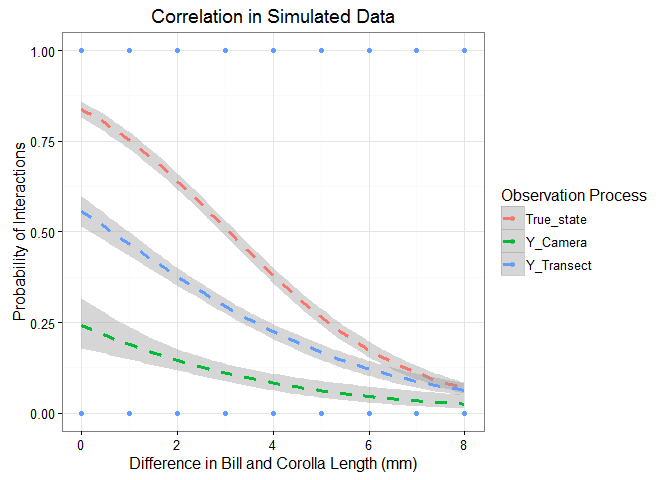 Correlation in Simulated Data
Probability of Interactions
1.00
0.75
0.50
0.25
0.00
0 2 4 6 8
Difference in Bill and Corolla Length (mm)
Observation Process
True_state
Y_Camera
Y_Transect